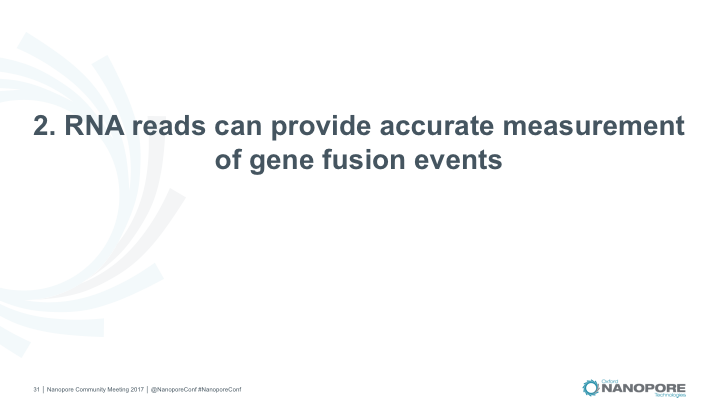 2. RNA reads can provide accurate measurement
of gene fusion events
31 | Nanopore Community Meeting 2017 | @NanoporeConf #NanoporeConf
Oxford
NANOPORE
Technologies